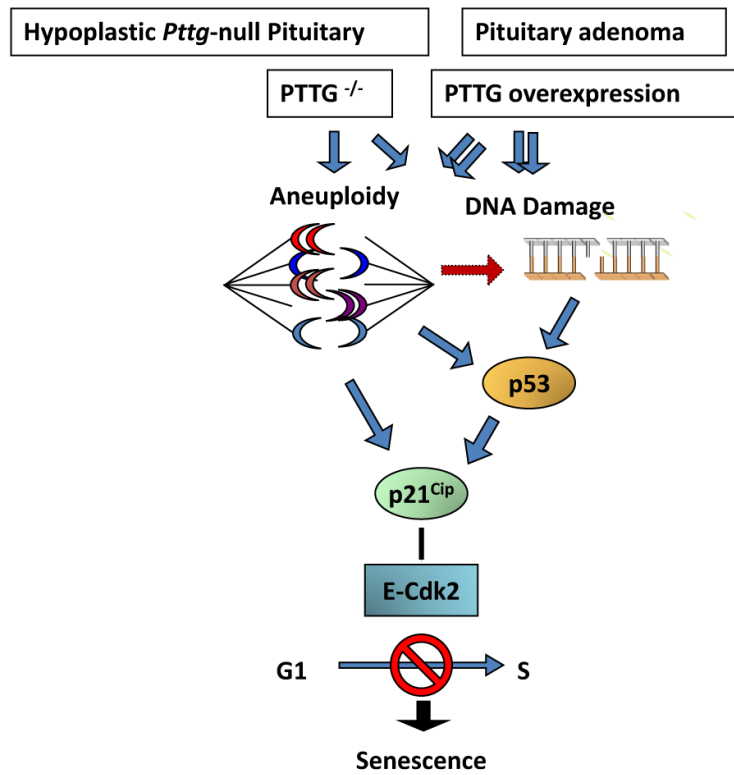 Hypoplastic Pttg-null Pituitary
Pituitary adenoma
PTTG -/-
PTTG overexpression
Aneuploidy
DNA Damage
p53
p21Cip
E-Cdk2
G1
S
Senescence